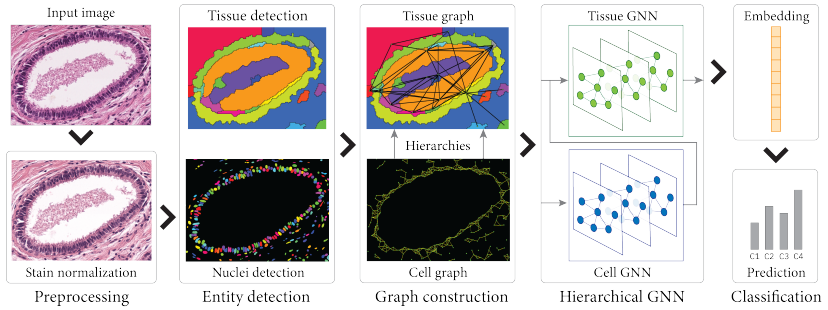 Input image
Stain normalization
Preprocessing
Tissue detection
Nuclei detection
Entity detection
Tissue graph
Hierarchies
Cell graph
Graph construction
Tissue GNN
Cell GNN
Hierarchical GNN
Embedding
C1 C2 C3 C4
Prediction
Classification